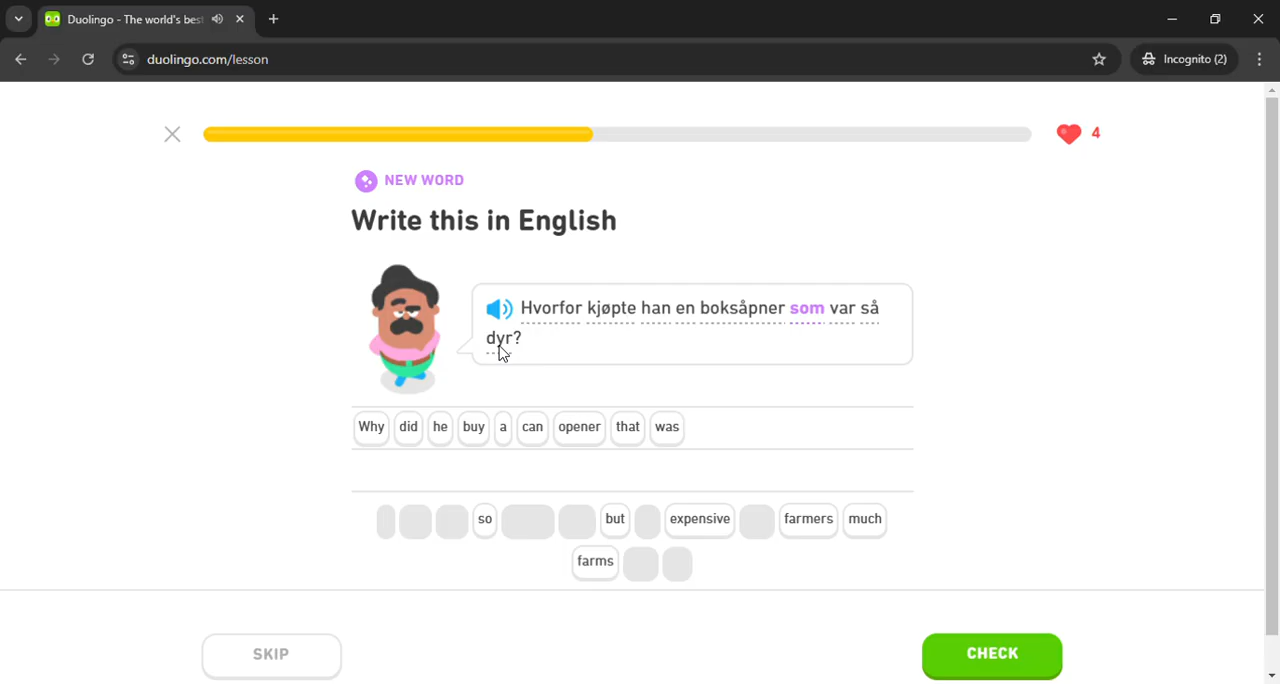 Duolingo - The world's best
duolingo.com/lesson
Incognito (2)
4
NEW WORD
Write this in English
Hvorfor kjøpte han en boksåpner som var så
dyr?
Why did he buy a can opener that was
so but expensive farmers much
farms
SKIP
CHECK